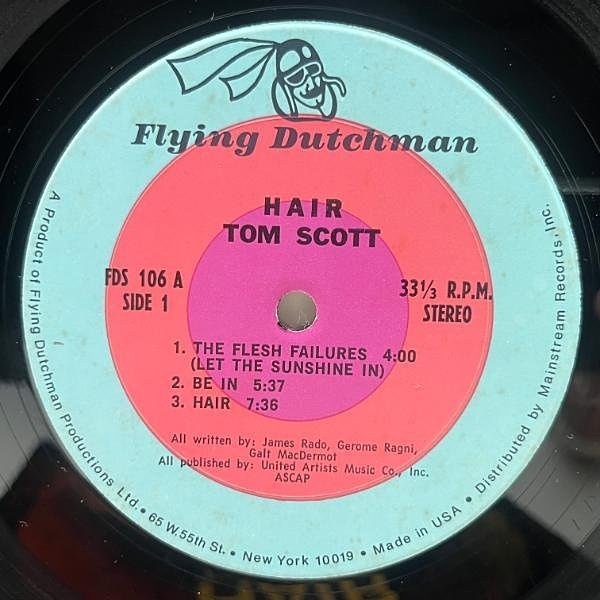 Flying Dutchman
HAIR
TOM SCOTT
FDS 106 A
SIDE 1
33⅓ R.P.M.
STEREO
1. THE FLESH FAILURES 4:00
(LET THE SUNSHINE IN)
2. BE IN 5:37
3. HAIR 7:36
All written by: James Rado, Gerome Ragni,
Galt MacDermot
All published by: United Artists Music Co., Inc.
ASCAP
A Product of Flying Dutchman Productions Ltd. • 65 W. 55th St. • New York 10019 • Made in USA • Distributed by Mainstream Records, Inc.